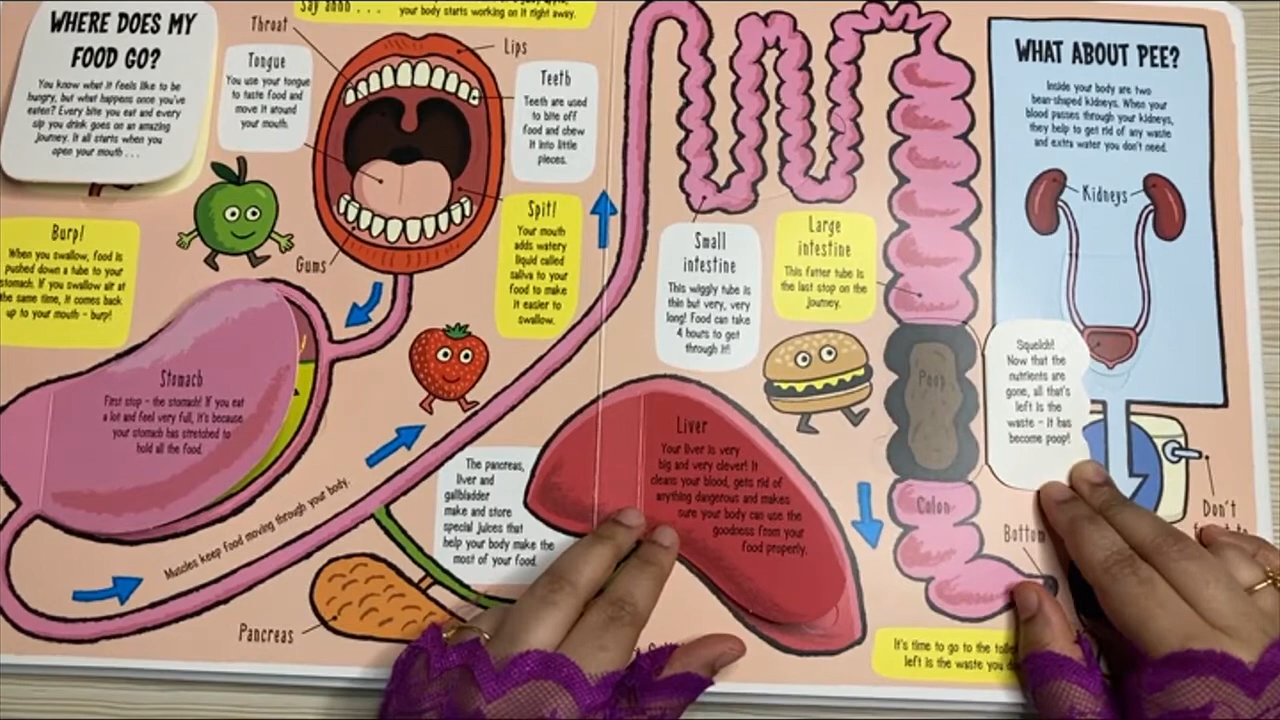 WHERE DOES MY
FOOD GO?
You know what it feels like to be
hungry, but what happens once you've
eaten? Every bite you eat and every
sip you drink goes on an amazing
journey. It all starts when you
open your mouth . . .
Say ahhh . . .
your body starts working on it right away.
Throat
Lips
Tongue
You use your tongue
to taste food and
move it around
your mouth.
Teeth
Teeth are used
to bite off
food and chew
it into little
pieces.
Gums
Spit!
Your mouth
adds watery
liquid called
saliva to your
food to make
it easier to
swallow.
Burp!
When you swallow, food is
pushed down a tube to your
stomach. If you swallow air at
the same time, it comes back
up to your mouth – burp!
Stomach
First stop – the stomach! If you eat
a lot and feel very full, it's because
your stomach has stretched to
hold all the food.
Muscles keep food moving through your body.
Pancreas
The pancreas,
liver and
gallbladder
make and store
special juices that
help your body make the
most of your food.
Liver
Your liver is very
big and very clever! It
cleans your blood, gets rid of
anything dangerous and makes
sure your body can use the
goodness from your
food properly.
Small
intestine
This wiggly tube is
thin but very, very
long! Food can take
4 hours to get
through it!
Large
intestine
This fatter tube is
the last stop on the
journey.
Poop
Squelch!
Now that the
nutrients are
gone, all that's
left is the
waste – it has
become poop!
Colon
Bottom
It's time to go to the
left is the waste you
WHAT ABOUT PEE?
Inside your body are two
bean-shaped kidneys. When your
blood passes through your kidneys,
they help to get rid of any waste
and extra water you don't need.
Kidneys
Don't